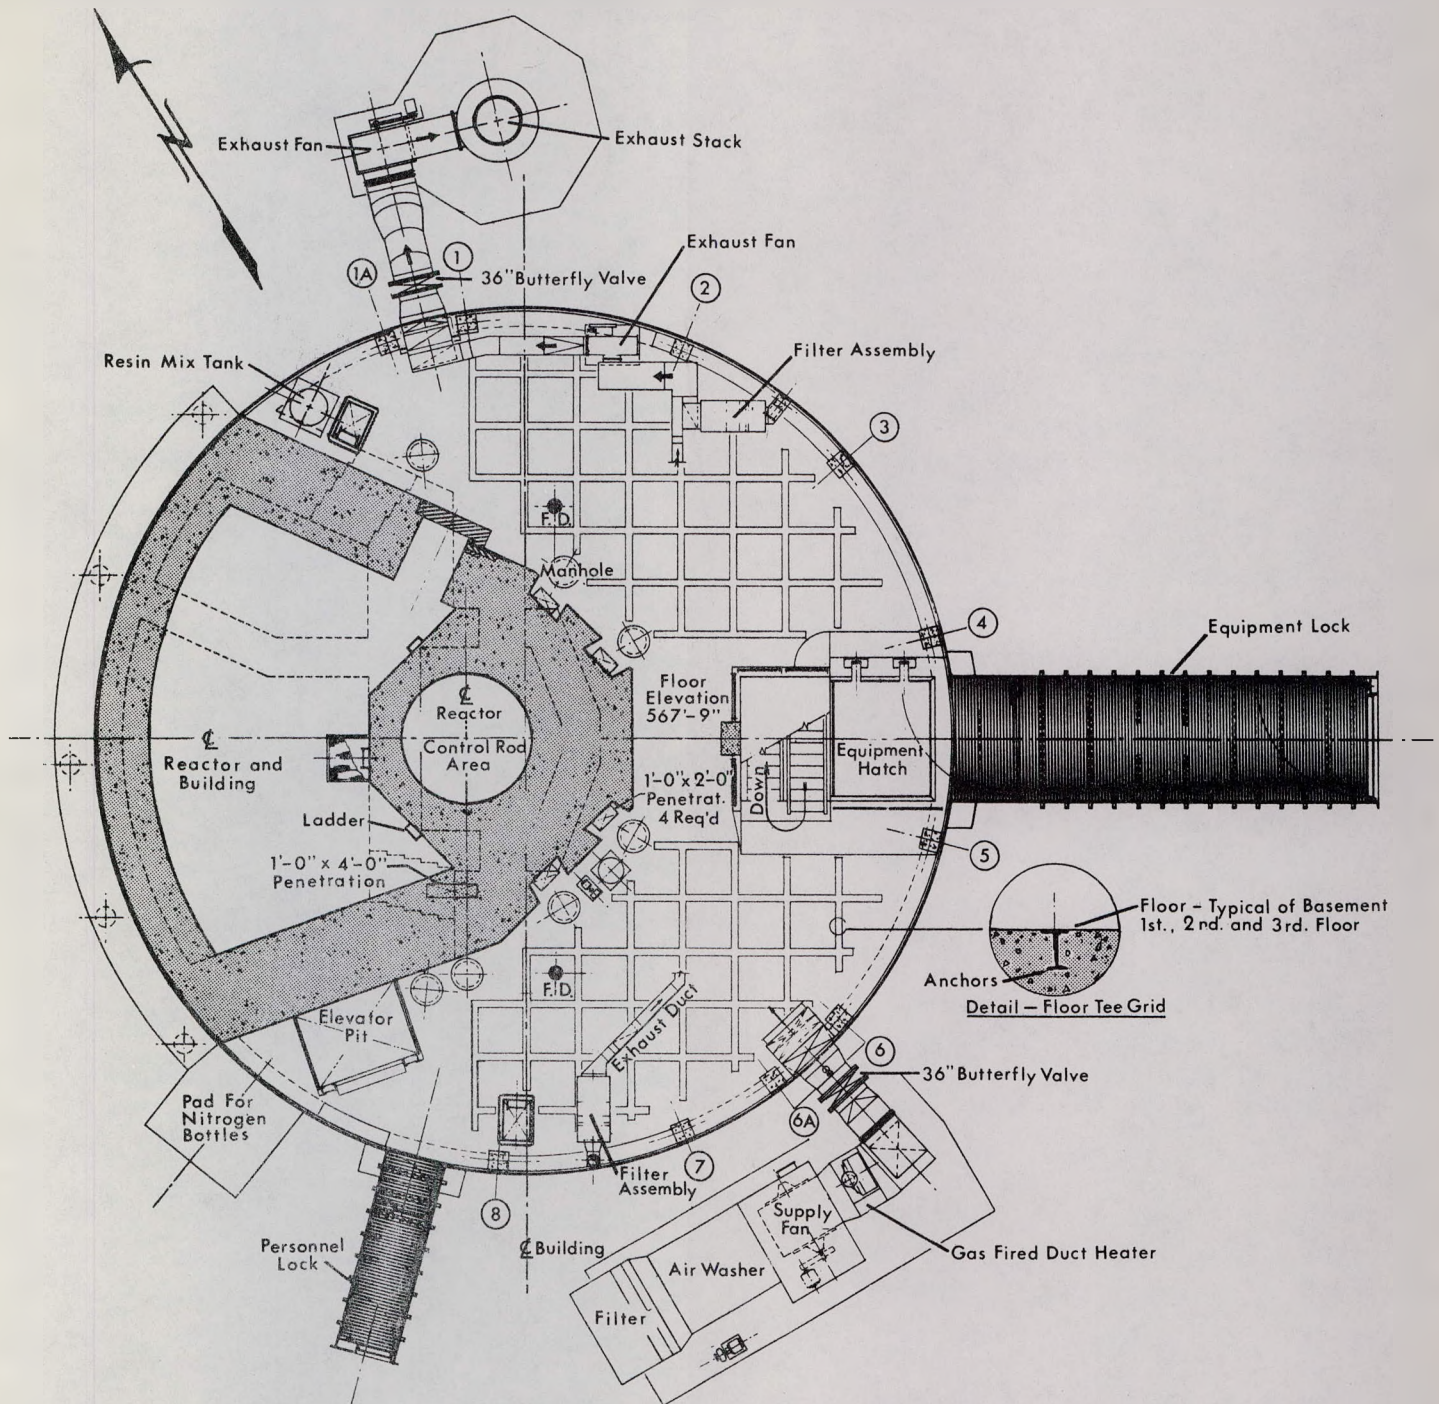 Exhaust Fan
Exhaust Stack
Exhaust Fan
1A
1
36" Butterfly Valve
2
Resin Mix Tank
Filter Assembly
3
F.D.
Manhole
4
Equipment Lock
Floor
Elevation
567'-9"
℄
Reactor
Control Rod
Area
℄
Reactor and
Building
Equipment
Hatch
Down
1'-0" x 2'-0"
Penetrat.
4 Req'd
Ladder
1'-0" x 4'-0"
Penetration
5
Floor - Typical of Basement
1st., 2nd. and 3rd. Floor
Anchors
Detail - Floor Tee Grid
F.D.
Exhaust Duct
Elevator
Pit
6
36" Butterfly Valve
Pad For
Nitrogen
Bottles
6A
7
Filter
Assembly
8
Supply
Fan
Personnel
Lock
℄ Building
Gas Fired Duct Heater
Air Washer
Filter